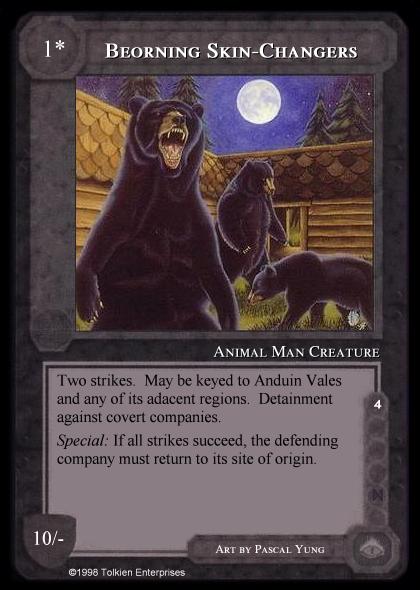 1*
BEORNING SKIN-CHANGERS
ANIMAL MAN CREATURE
Two strikes. May be keyed to Anduin Vales
and any of its adacent regions. Detainment
against covert companies.
4
Special: If all strikes succeed, the defending
company must return to its site of origin.
N
10/-
ART BY PASCAL YUNG
©1998 Tolkien Enterprises